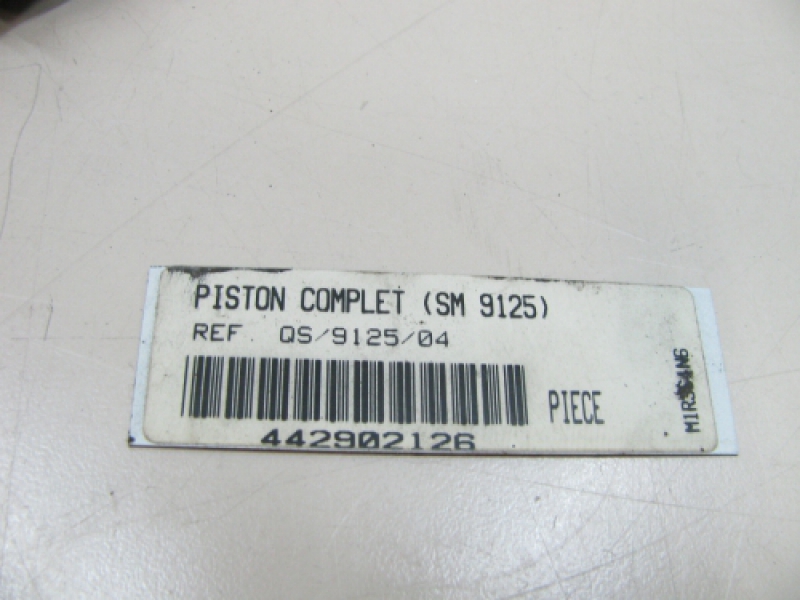 PISTON COMPLET (SM 9125)
REF. QS/9125/04
PIECE
442902126